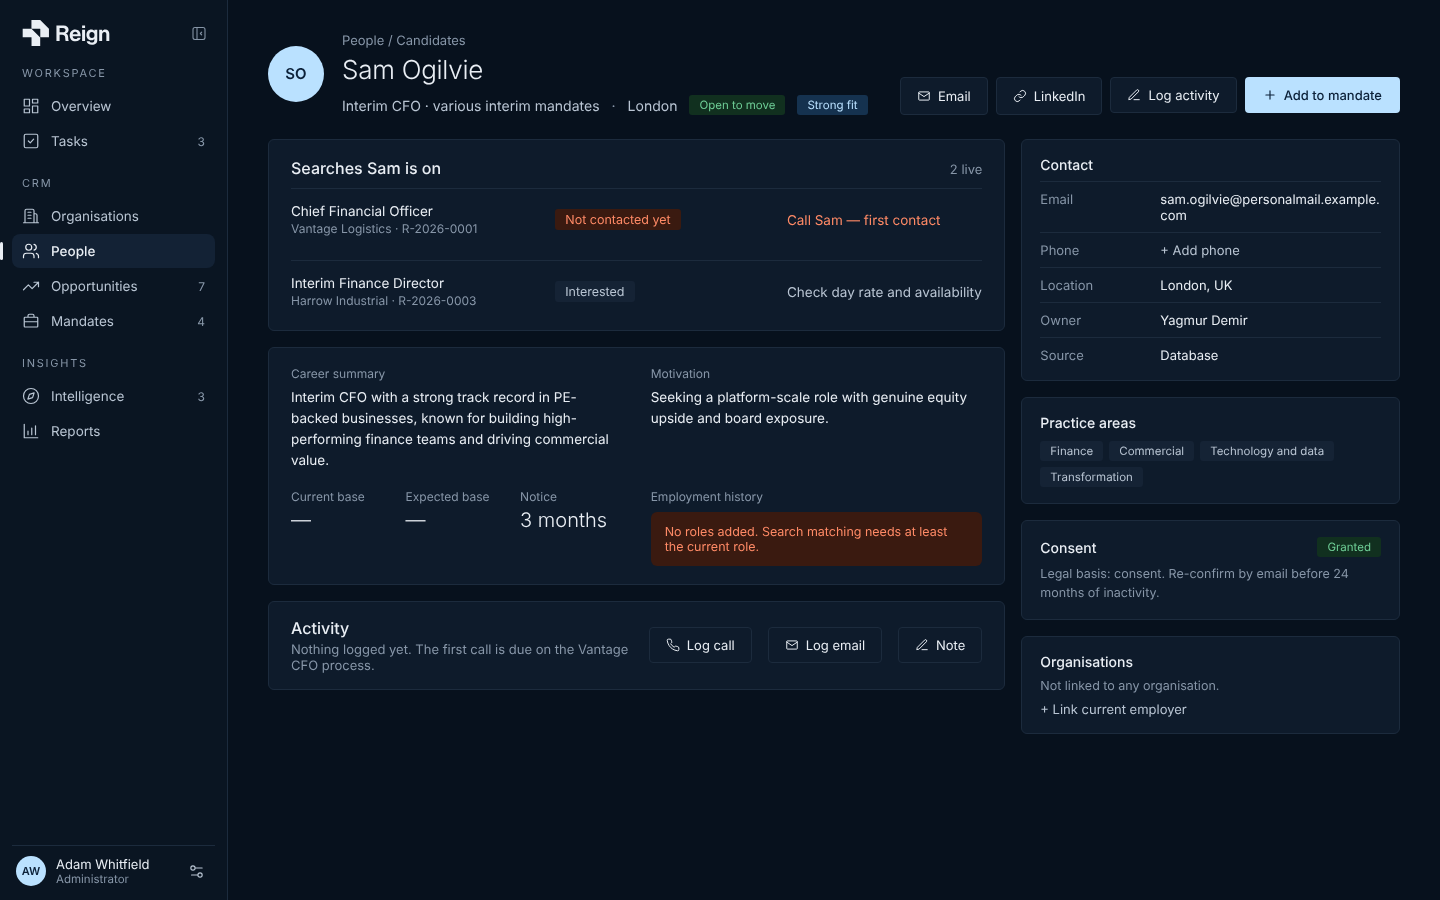 Reign
WORKSPACE
Overview
Tasks 3
CRM
Organisations
People
Opportunities 7
Mandates 4
INSIGHTS
Intelligence 3
Reports
AW
Adam Whitfield
Administrator
SO
People / Candidates
Sam Ogilvie
Interim CFO · various interim mandates · London Open to move Strong fit
Email LinkedIn Log activity + Add to mandate
Searches Sam is on 2 live
Chief Financial Officer
Vantage Logistics · R-2026-0001
Not contacted yet
Call Sam — first contact
Interim Finance Director
Harrow Industrial · R-2026-0003
Interested
Check day rate and availability
Career summary
Interim CFO with a strong track record in PE-
backed businesses, known for building high-
performing finance teams and driving commercial
value.
Motivation
Seeking a platform-scale role with genuine equity
upside and board exposure.
Current base
—
Expected base
—
Notice
3 months
Employment history
No roles added. Search matching needs at least
the current role.
Activity
Nothing logged yet. The first call is due on the Vantage
CFO process.
Log call Log email Note
Contact
Email sam.ogilvie@personalmail.example.
com
Phone + Add phone
Location London, UK
Owner Yagmur Demir
Source Database
Practice areas
Finance Commercial Technology and data
Transformation
Consent Granted
Legal basis: consent. Re-confirm by email before 24
months of inactivity.
Organisations
Not linked to any organisation.
+ Link current employer